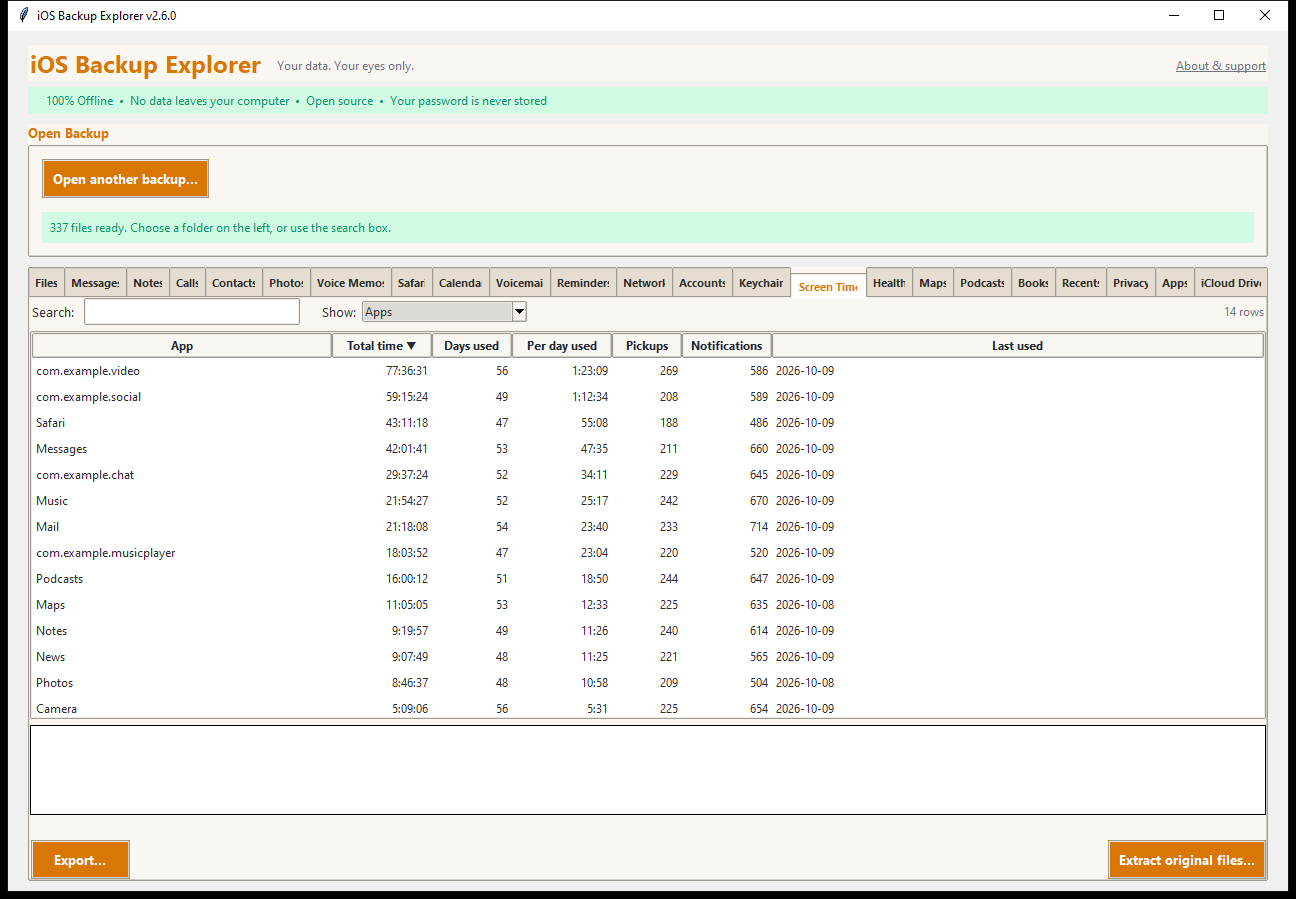 iOS Backup Explorer v2.6.0
iOS Backup Explorer Your data. Your eyes only. About & support
100% Offline • No data leaves your computer • Open source • Your password is never stored
Open Backup
Open another backup...
337 files ready. Choose a folder on the left, or use the search box.
Files Messages Notes Calls Contacts Photos Voice Memos Safari Calenda Voicemai Reminders Network Accounts Keychain Screen Time Health Maps Podcasts Books Recents Privacy Apps iCloud Drive
Search: Show: Apps 14 rows
App Total time ▼ Days used Per day used Pickups Notifications Last used
com.example.video 77:36:31 56 1:23:09 269 586 2026-10-09
com.example.social 59:15:24 49 1:12:34 208 589 2026-10-09
Safari 43:11:18 47 55:08 188 486 2026-10-09
Messages 42:01:41 53 47:35 211 660 2026-10-09
com.example.chat 29:37:24 52 34:11 229 645 2026-10-09
Music 21:54:27 52 25:17 242 670 2026-10-09
Mail 21:18:08 54 23:40 233 714 2026-10-09
com.example.musicplayer 18:03:52 47 23:04 220 520 2026-10-09
Podcasts 16:00:12 51 18:50 244 647 2026-10-09
Maps 11:05:05 53 12:33 225 635 2026-10-08
Notes 9:19:57 49 11:26 240 614 2026-10-09
News 9:07:49 48 11:25 221 565 2026-10-09
Photos 8:46:37 48 10:58 209 504 2026-10-08
Camera 5:09:06 56 5:31 225 654 2026-10-09
Export... Extract original files...